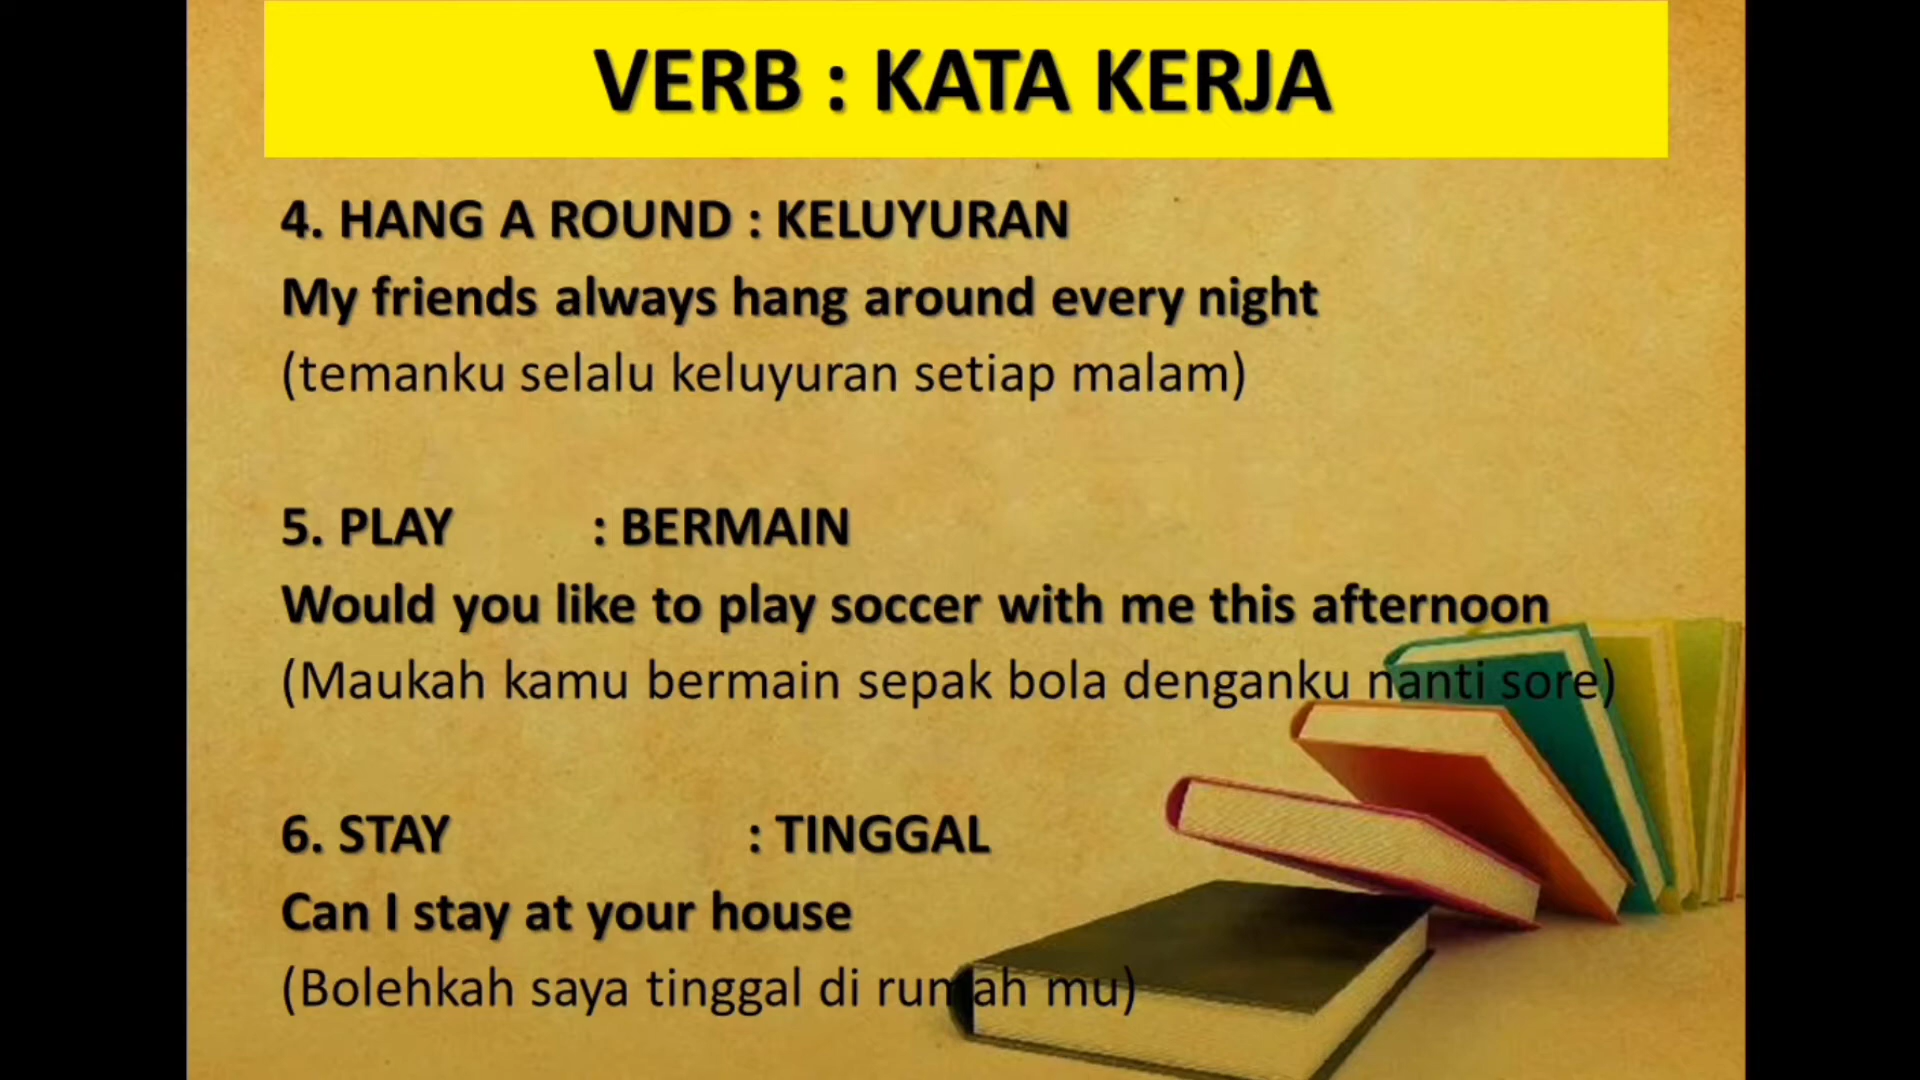 VERB : KATA KERJA
4. HANG A ROUND : KELUYURAN
My friends always hang around every night
(temanku selalu keluyuran setiap malam)
5. PLAY : BERMAIN
Would you like to play soccer with me this afternoon
(Maukah kamu bermain sepak bola denganku nanti sore)
6. STAY : TINGGAL
Can I stay at your house
(Bolehkah saya tinggal di rumah mu)